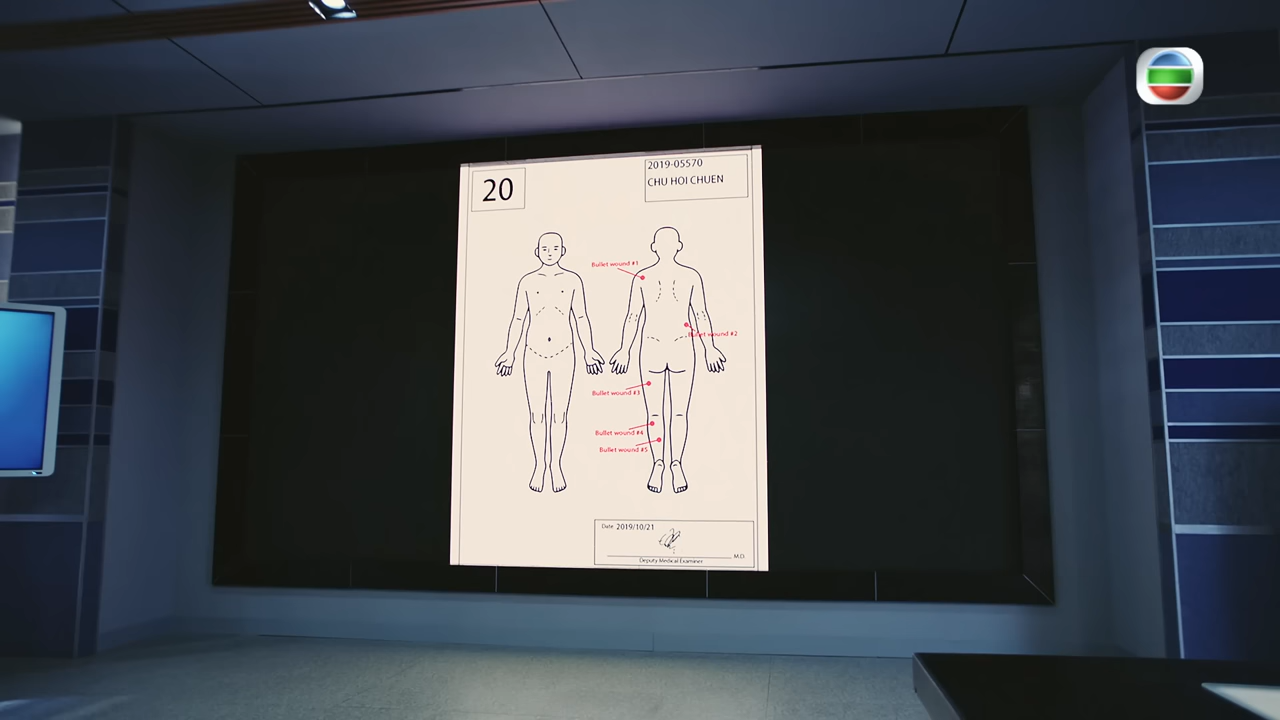 20
2019-05570
CHU HOI CHUEN
Bullet wound #1
Bullet wound #2
Bullet wound #3
Bullet wound #4
Bullet wound #5
Date: 2019/10/21
M.D.
Deputy Medical Examiner